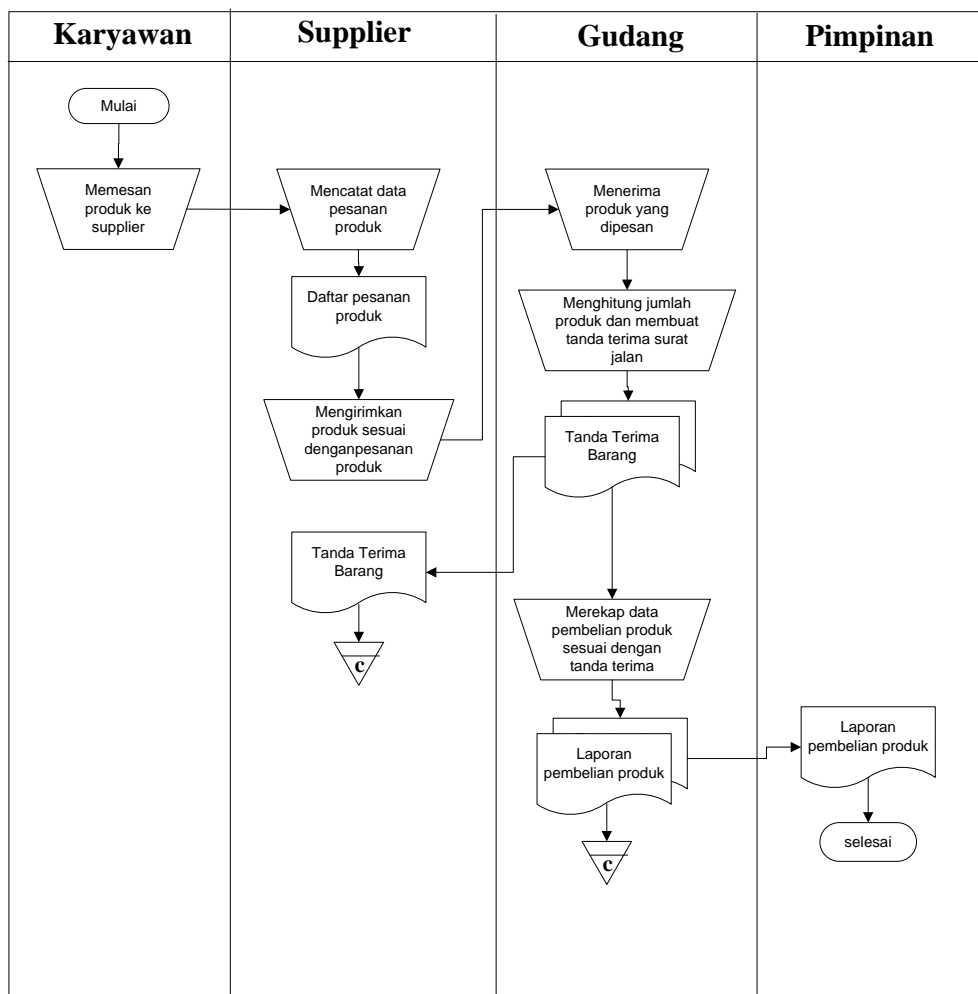 Karyawan
Supplier
Gudang
Pimpinan
Mulai
Memesan
produk ke
supplier
Mencatat data
pesanan
produk
Daftar pesanan
produk
Mengirimkan
produk sesuai
denganpesanan
produk
Tanda Terima
Barang
c
Menerima
produk yang
dipesan
Menghitung jumlah
produk dan membuat
tanda terima surat
jalan
Tanda Terima
Barang
Merekap data
pembelian produk
sesuai dengan
tanda terima
Laporan
pembelian produk
c
Laporan
pembelian produk
selesai